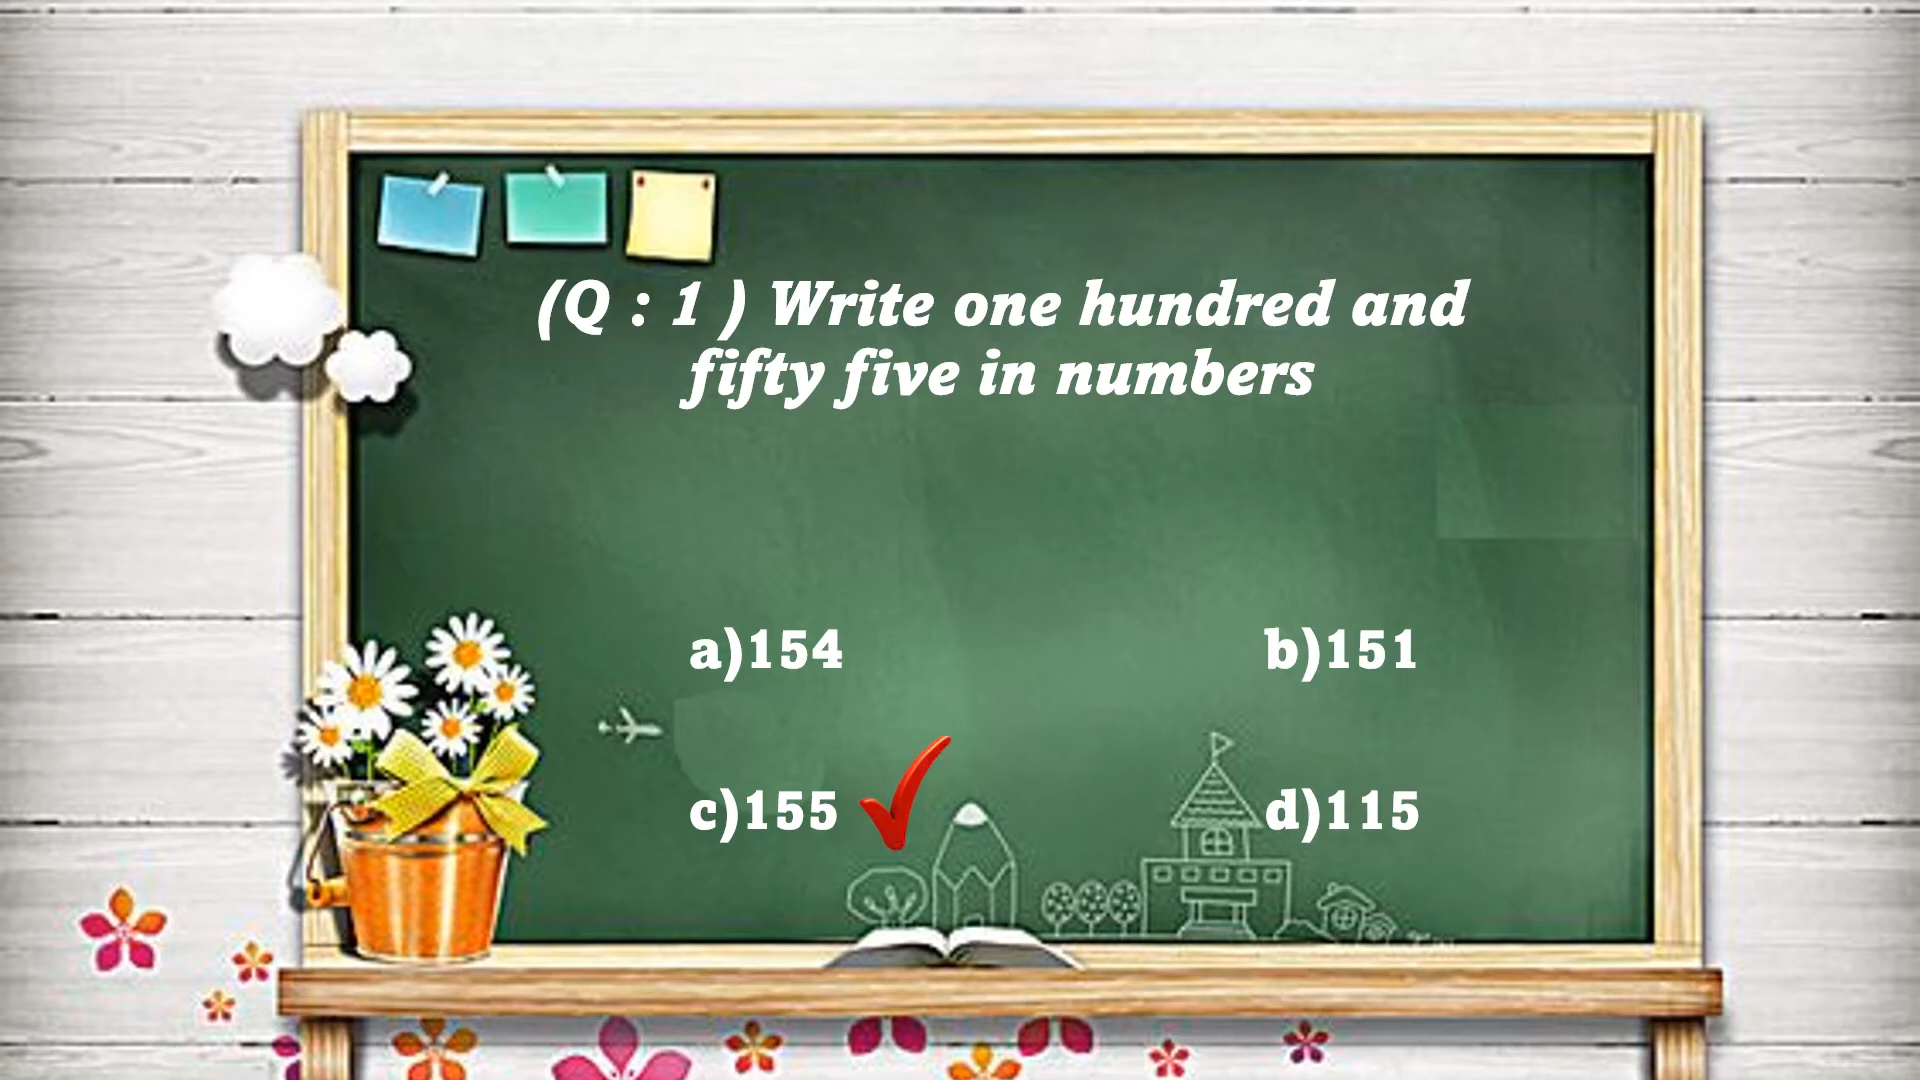 (Q : 1 ) Write one hundred and
fifty five in numbers
a)154 b)151
c)155 d)115